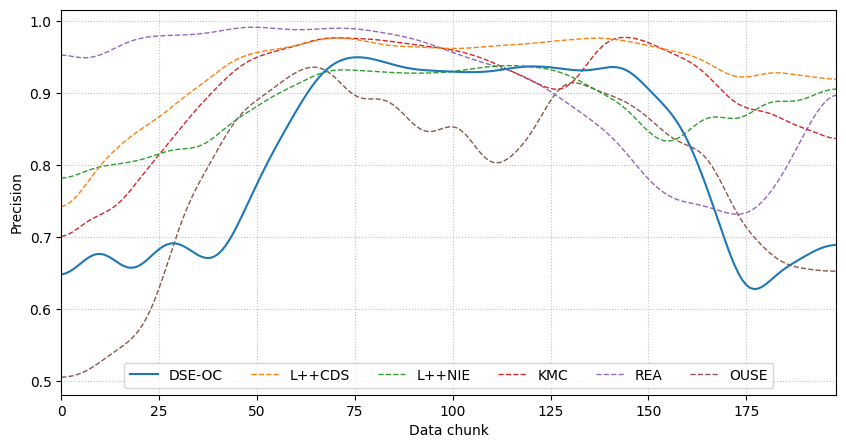 1.0
0.9
0.8
0.7
0.6
0.5
Precision
DSE-OC L++CDS L++NIE KMC REA OUSE
0 25 50 75 100 125 150 175
Data chunk